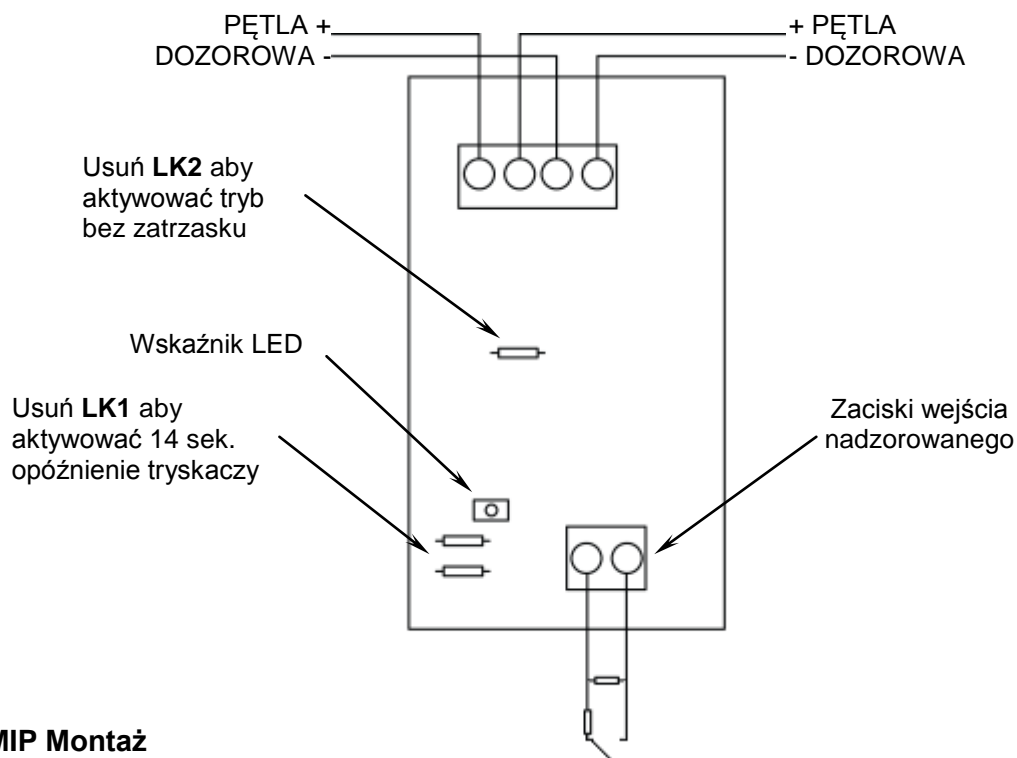 PĘTLA +
DOZOROWA -
+ PĘTLA
- DOZOROWA
Usuń LK2 aby
aktywować tryb
bez zatrzasku
Wskaźnik LED
Usuń LK1 aby
aktywować 14 sek.
opóźnienie tryskaczy
Zaciski wejścia
nadzorowanego
MIP Montaż